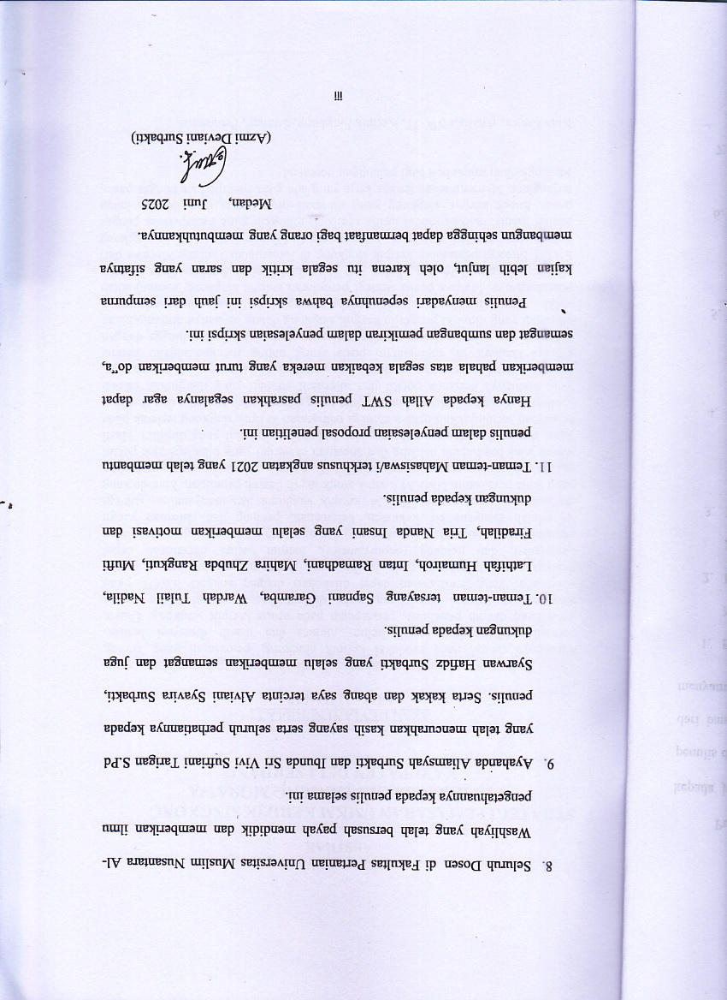 8. Seluruh Dosen di Fakultas Pertanian Universitas Muslim Nusantara Al-
Washliyah yang telah bersusah payah mendidik dan memberikan ilmu
pengetahuannya kepada penulis selama ini.
9. Ayahanda Aliamsyah Surbakti dan Ibunda Sri Vivi Sufriani Tarigan S.Pd
yang telah mencurahkan kasih sayang serta seluruh perhatiannya kepada
penulis. Serta kakak dan abang saya tercinta Alviani Syavira Surbakti,
Syarwan Hafidz Surbakti yang selalu memberikan semangat dan juga
dukungan kepada penulis.
10. Teman-teman tersayang Sapnani Garamba, Wardah Tulail Nadila,
Lathifah Humairoh, Intan Ramadhani, Mahira Zhubda Rangkuti, Mufti
Firadilah, Tria Nanda Insani yang selalu memberikan motivasi dan
dukungan kepada penulis.
11. Teman-teman Mahasiswa/i terkhusus angkatan 2021 yang telah membantu
penulis dalam penyelesaian proposal penelitian ini.
Hanya kepada Allah SWT penulis pasrahkan segalanya agar dapat
memberikan pahala atas segala kebaikan mereka yang turut memberikan do"a,
semangat dan sumbangan pemikiran dalam penyelesaian skripsi ini.
Penulis menyadari sepenuhnya bahwa skripsi ini jauh dari sempurna
kajian lebih lanjut, oleh karena itu segala kritik dan saran yang sifatnya
membangun sehingga dapat bermanfaat bagi orang yang membutuhkannya.
Medan, Juni 2025
(Azmi Deviani Surbakti)
iii